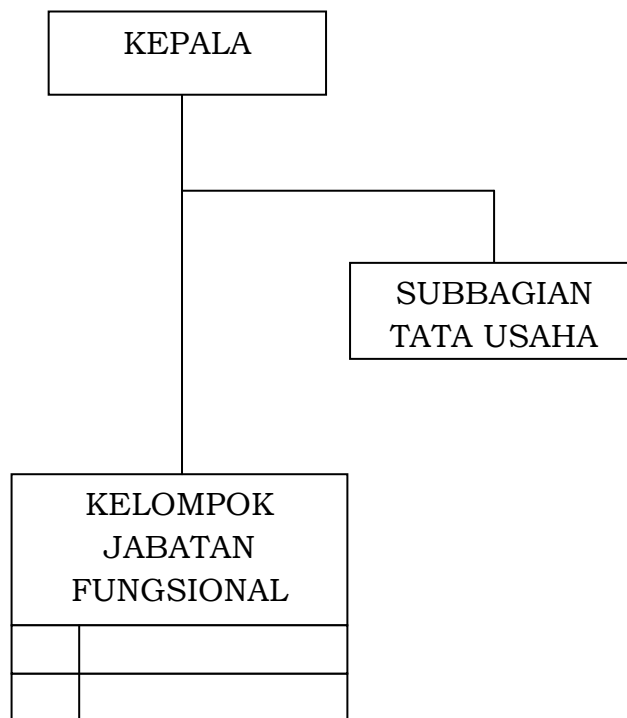 KEPALA
SUBBAGIAN
TATA USAHA
KELOMPOK
JABATAN
FUNGSIONAL